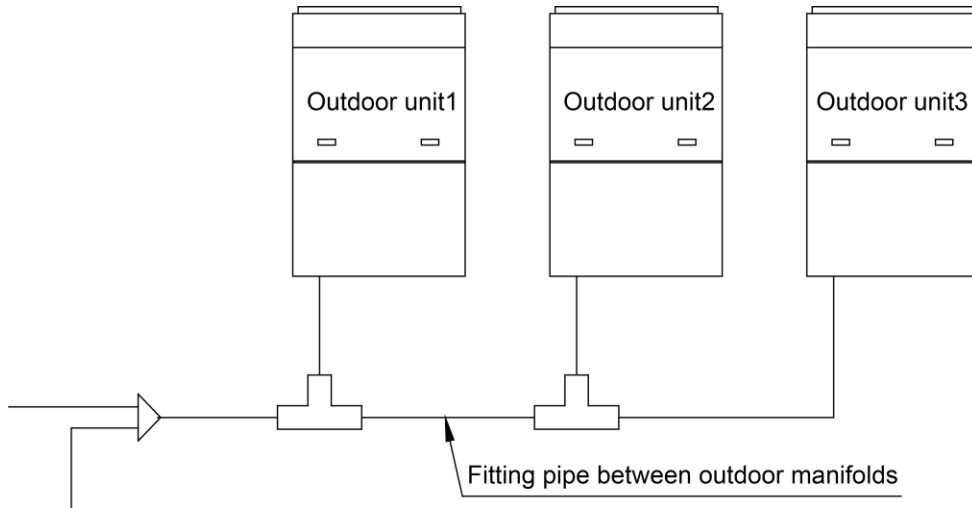 Outdoor unit1
Outdoor unit2
Outdoor unit3
Fitting pipe between outdoor manifolds